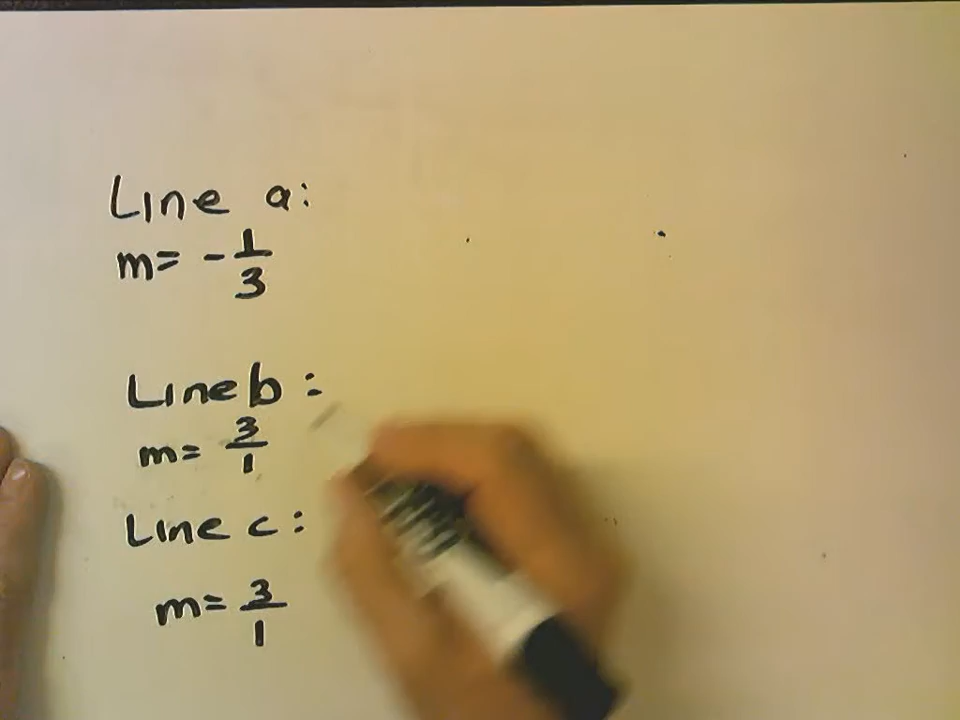 Line a:
m= -1/3
Line b:
m= 3/1
Line c:
m= 3/1